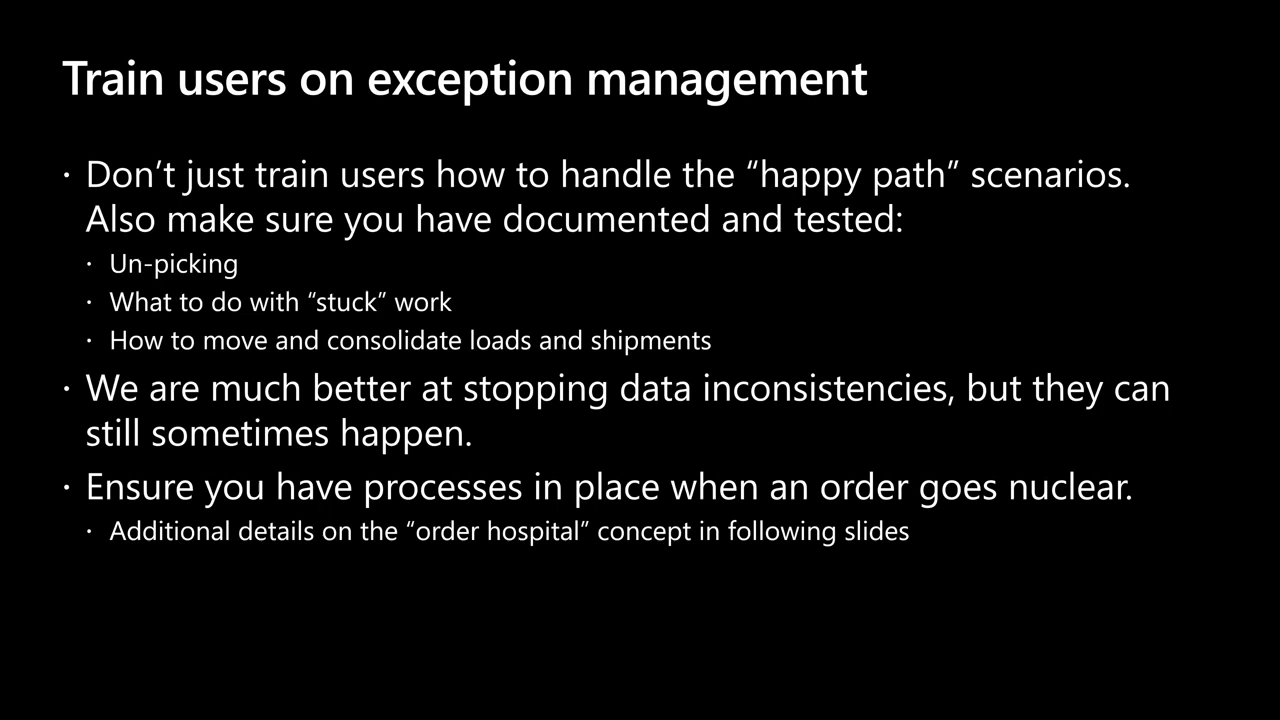 Train users on exception management
· Don’t just train users how to handle the “happy path” scenarios.
Also make sure you have documented and tested:
· Un-picking
· What to do with “stuck” work
· How to move and consolidate loads and shipments
· We are much better at stopping data inconsistencies, but they can
still sometimes happen.
· Ensure you have processes in place when an order goes nuclear.
· Additional details on the “order hospital” concept in following slides